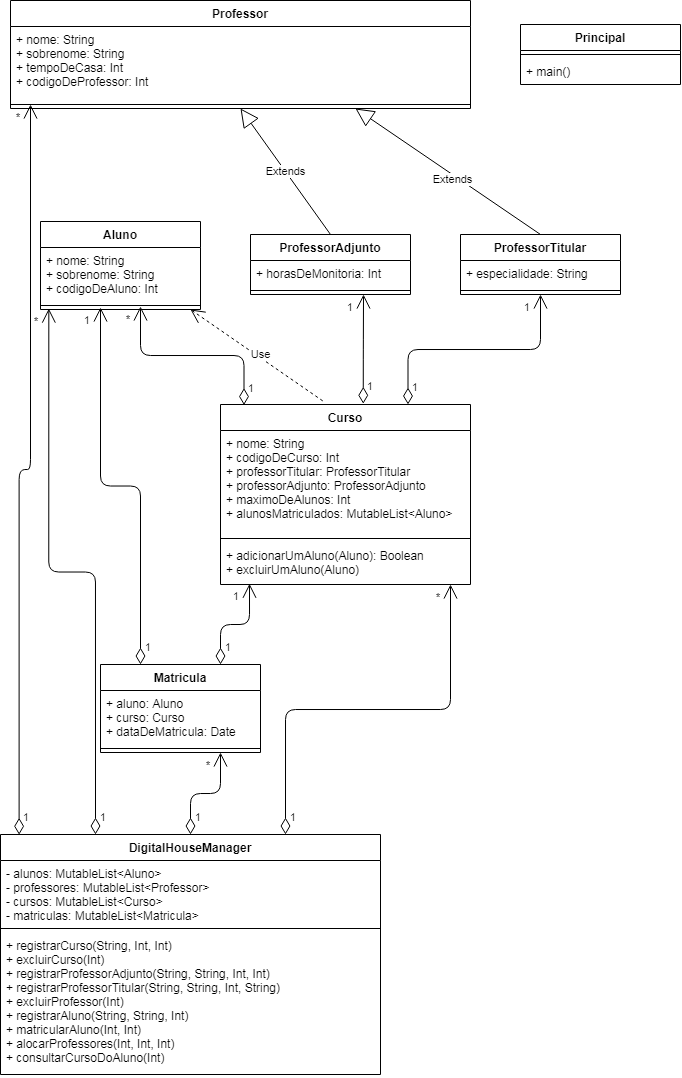 Professor
+ nome: String
+ sobrenome: String
+ tempoDeCasa: Int
+ codigoDeProfessor: Int
Principal
+ main()
*
Extends
Extends
Aluno
+ nome: String
+ sobrenome: String
+ codigoDeAluno: Int
ProfessorAdjunto
+ horasDeMonitoria: Int
ProfessorTitular
+ especialidade: String
*
1
*
1
1
Use
1
1
1
Curso
+ nome: String
+ codigoDeCurso: Int
+ professorTitular: ProfessorTitular
+ professorAdjunto: ProfessorAdjunto
+ maximoDeAlunos: Int
+ alunosMatriculados: MutableList<Aluno>
+ adicionarUmAluno(Aluno): Boolean
+ excluirUmAluno(Aluno)
1
*
1
1
Matricula
+ aluno: Aluno
+ curso: Curso
+ dataDeMatricula: Date
*
1
1
1
1
DigitalHouseManager
- alunos: MutableList<Aluno>
- professores: MutableList<Professor>
- cursos: MutableList<Curso>
- matriculas: MutableList<Matricula>
+ registrarCurso(String, Int, Int)
+ excluirCurso(Int)
+ registrarProfessorAdjunto(String, String, Int, Int)
+ registrarProfessorTitular(String, String, Int, String)
+ excluirProfessor(Int)
+ registrarAluno(String, String, Int)
+ matricularAluno(Int, Int)
+ alocarProfessores(Int, Int, Int)
+ consultarCursoDoAluno(Int)